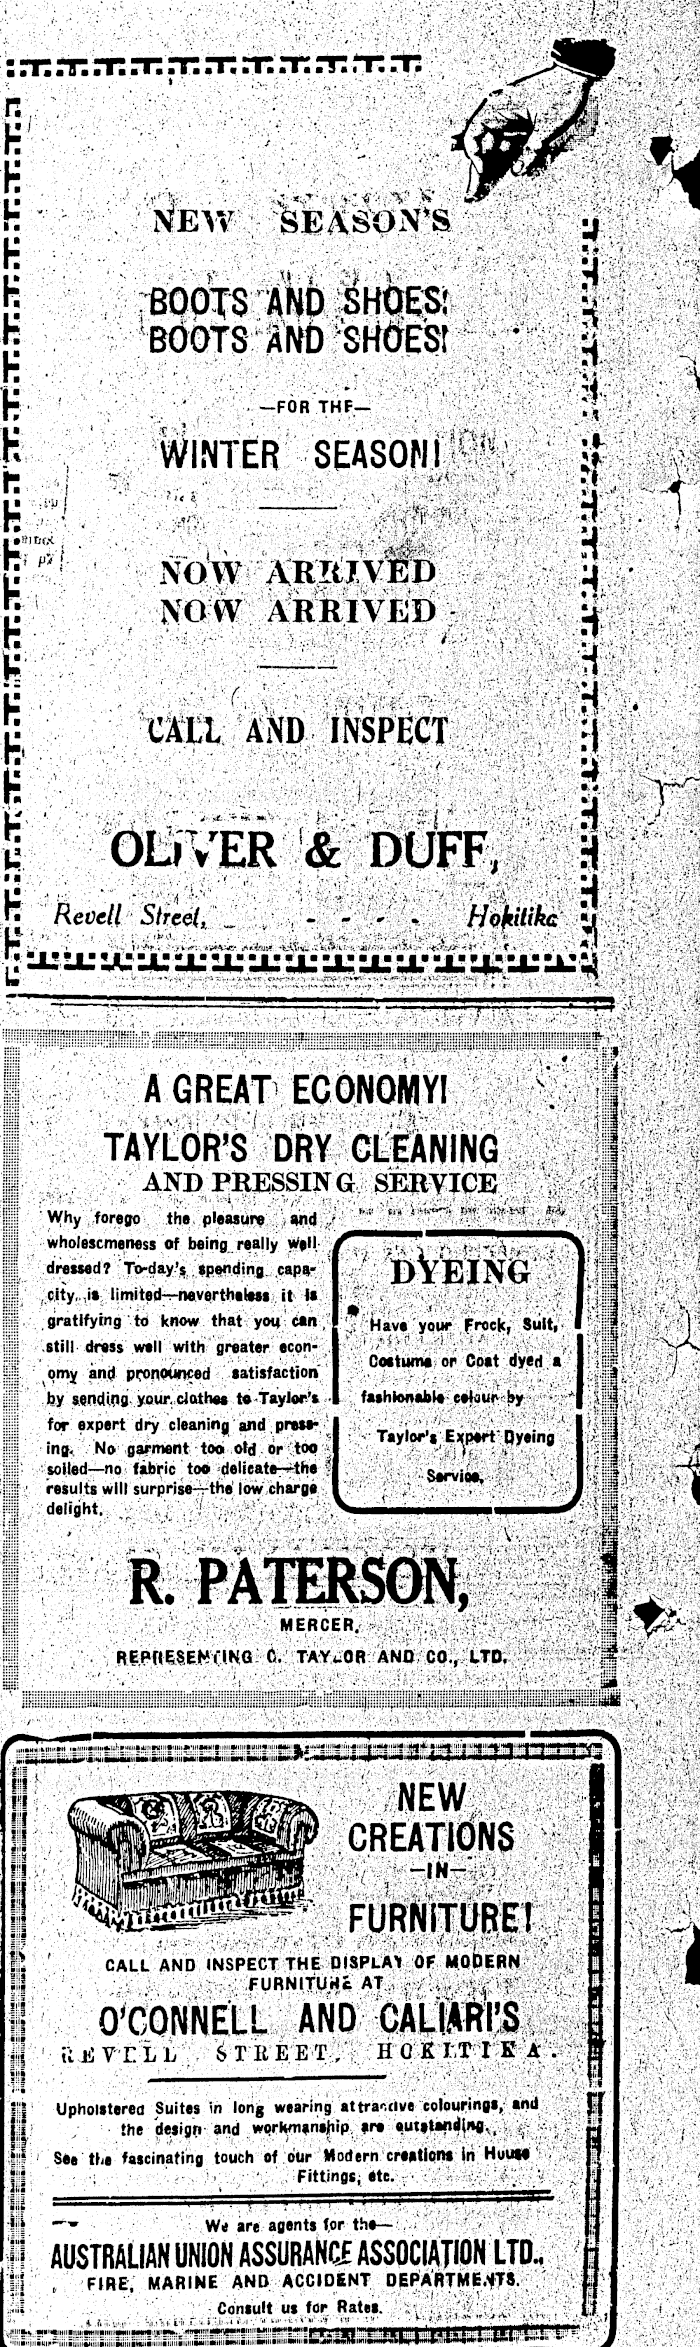 NEW SEASON'S
BOOTS AND SHOES!
BOOTS AND SHOES!
—FOR THE—
WINTER SEASON!
NOW ARRIVED
NOW ARRIVED
CALL AND INSPECT
OLIVER & DUFF,
Revell Street, - - - - Hokitika
A GREAT ECONOMY!
TAYLOR'S DRY CLEANING
AND PRESSING SERVICE
Why forego the pleasure and
wholesomeness of being really well
dressed? To-day's spending capa-
city is limited—nevertheless it is
gratifying to know that you can
still dress well with greater econ-
omy and pronounced satisfaction
by sending your clothes to Taylor's
for expert dry cleaning and press-
ing. No garment too old or too
soiled—no fabric too delicate—the
results will surprise—the low charge
delight.
DYEING
Have your Frock, Suit,
Costume or Coat dyed a
fashionable colour by
Taylor's Expert Dyeing
Service.
R. PATERSON,
MERCER,
REPRESENTING C. TAYLOR AND CO., LTD.
NEW
CREATIONS
—IN—
FURNITURE!
CALL AND INSPECT THE DISPLAY OF MODERN
FURNITURE AT
O'CONNELL AND CALIARI'S
REVELL STREET, HOKITIKA.
Upholstered Suites in long wearing attractive colourings, and
the design and workmanship are outstanding.
See the fascinating touch of our Modern creations in House
Fittings, etc.
We are agents for the—
AUSTRALIAN UNION ASSURANCE ASSOCIATION LTD.,
FIRE, MARINE AND ACCIDENT DEPARTMENTS.
Consult us for Rates.